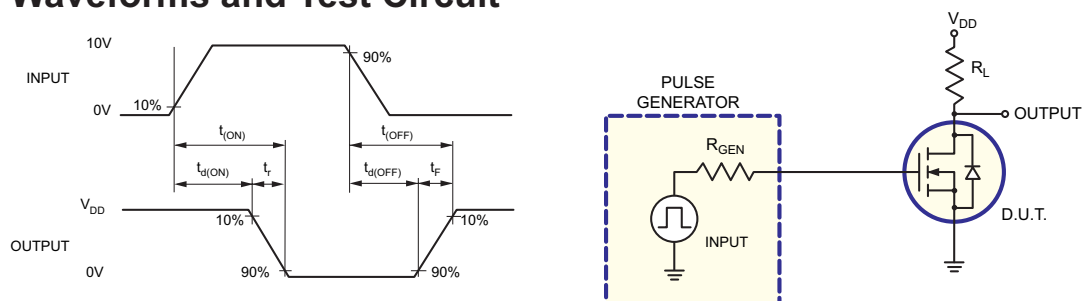 Waveforms and Test Circuit
10V
INPUT
0V
10%
90%
t(ON)
t(OFF)
td(ON)
tr
td(OFF)
tF
VDD
OUTPUT
0V
10%
90%
90%
10%
VDD
RL
OUTPUT
PULSE
GENERATOR
RGEN
INPUT
D.U.T.